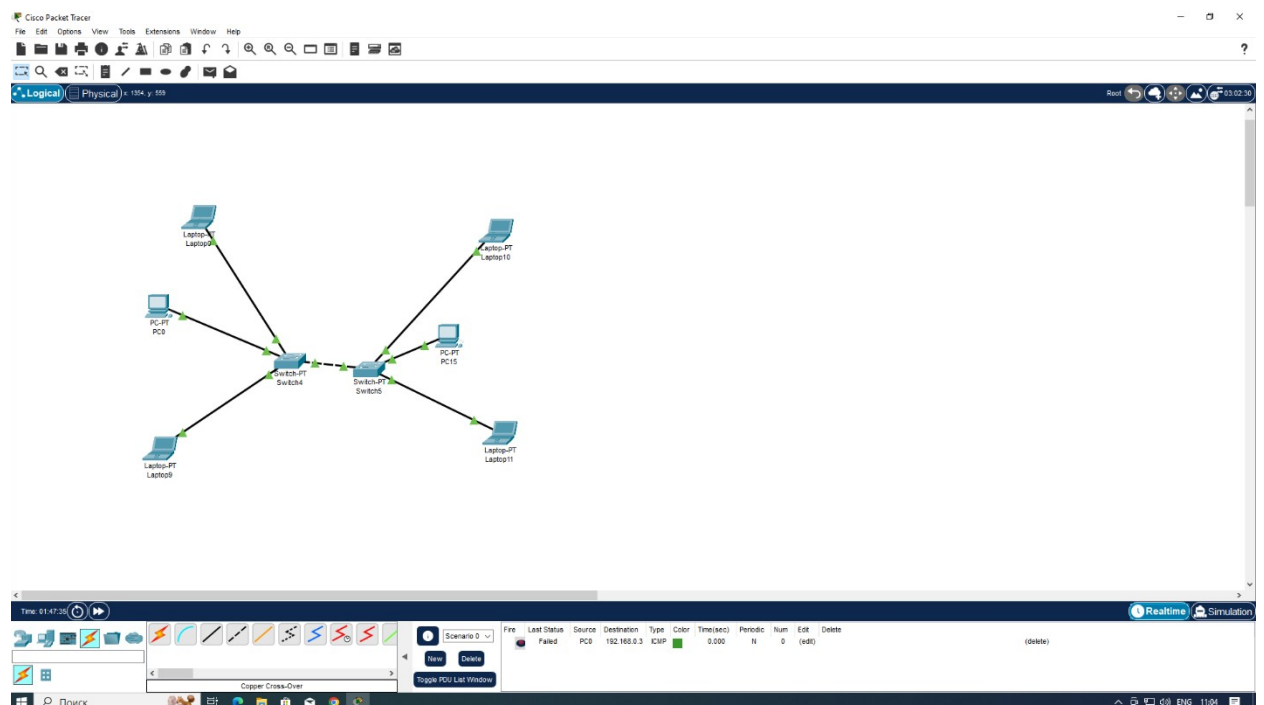 Cisco Packet Tracer
File Edit Options View Tools Extensions Window Help
?
Logical Physical x: 1354, y: 559 Root 03:02:30
Laptop-PT
Laptop-PT
Laptop10
PC-PT
PC0
PC-PT
PC15
Switch-PT
Switch4
Switch-PT
Switch5
Laptop-PT
Laptop11
Laptop-PT
Laptop9
Time: 01:47:35 Realtime Simulation
Scenario 0 Fire Last Status Source Destination Type Color Time(sec) Periodic Num Edit Delete
Failed PC0 192.168.0.3 ICMP 0.000 N 0 (edit) (delete)
New Delete
Toggle PDU List Window
Copper Cross-Over
Поиск ENG 11:04